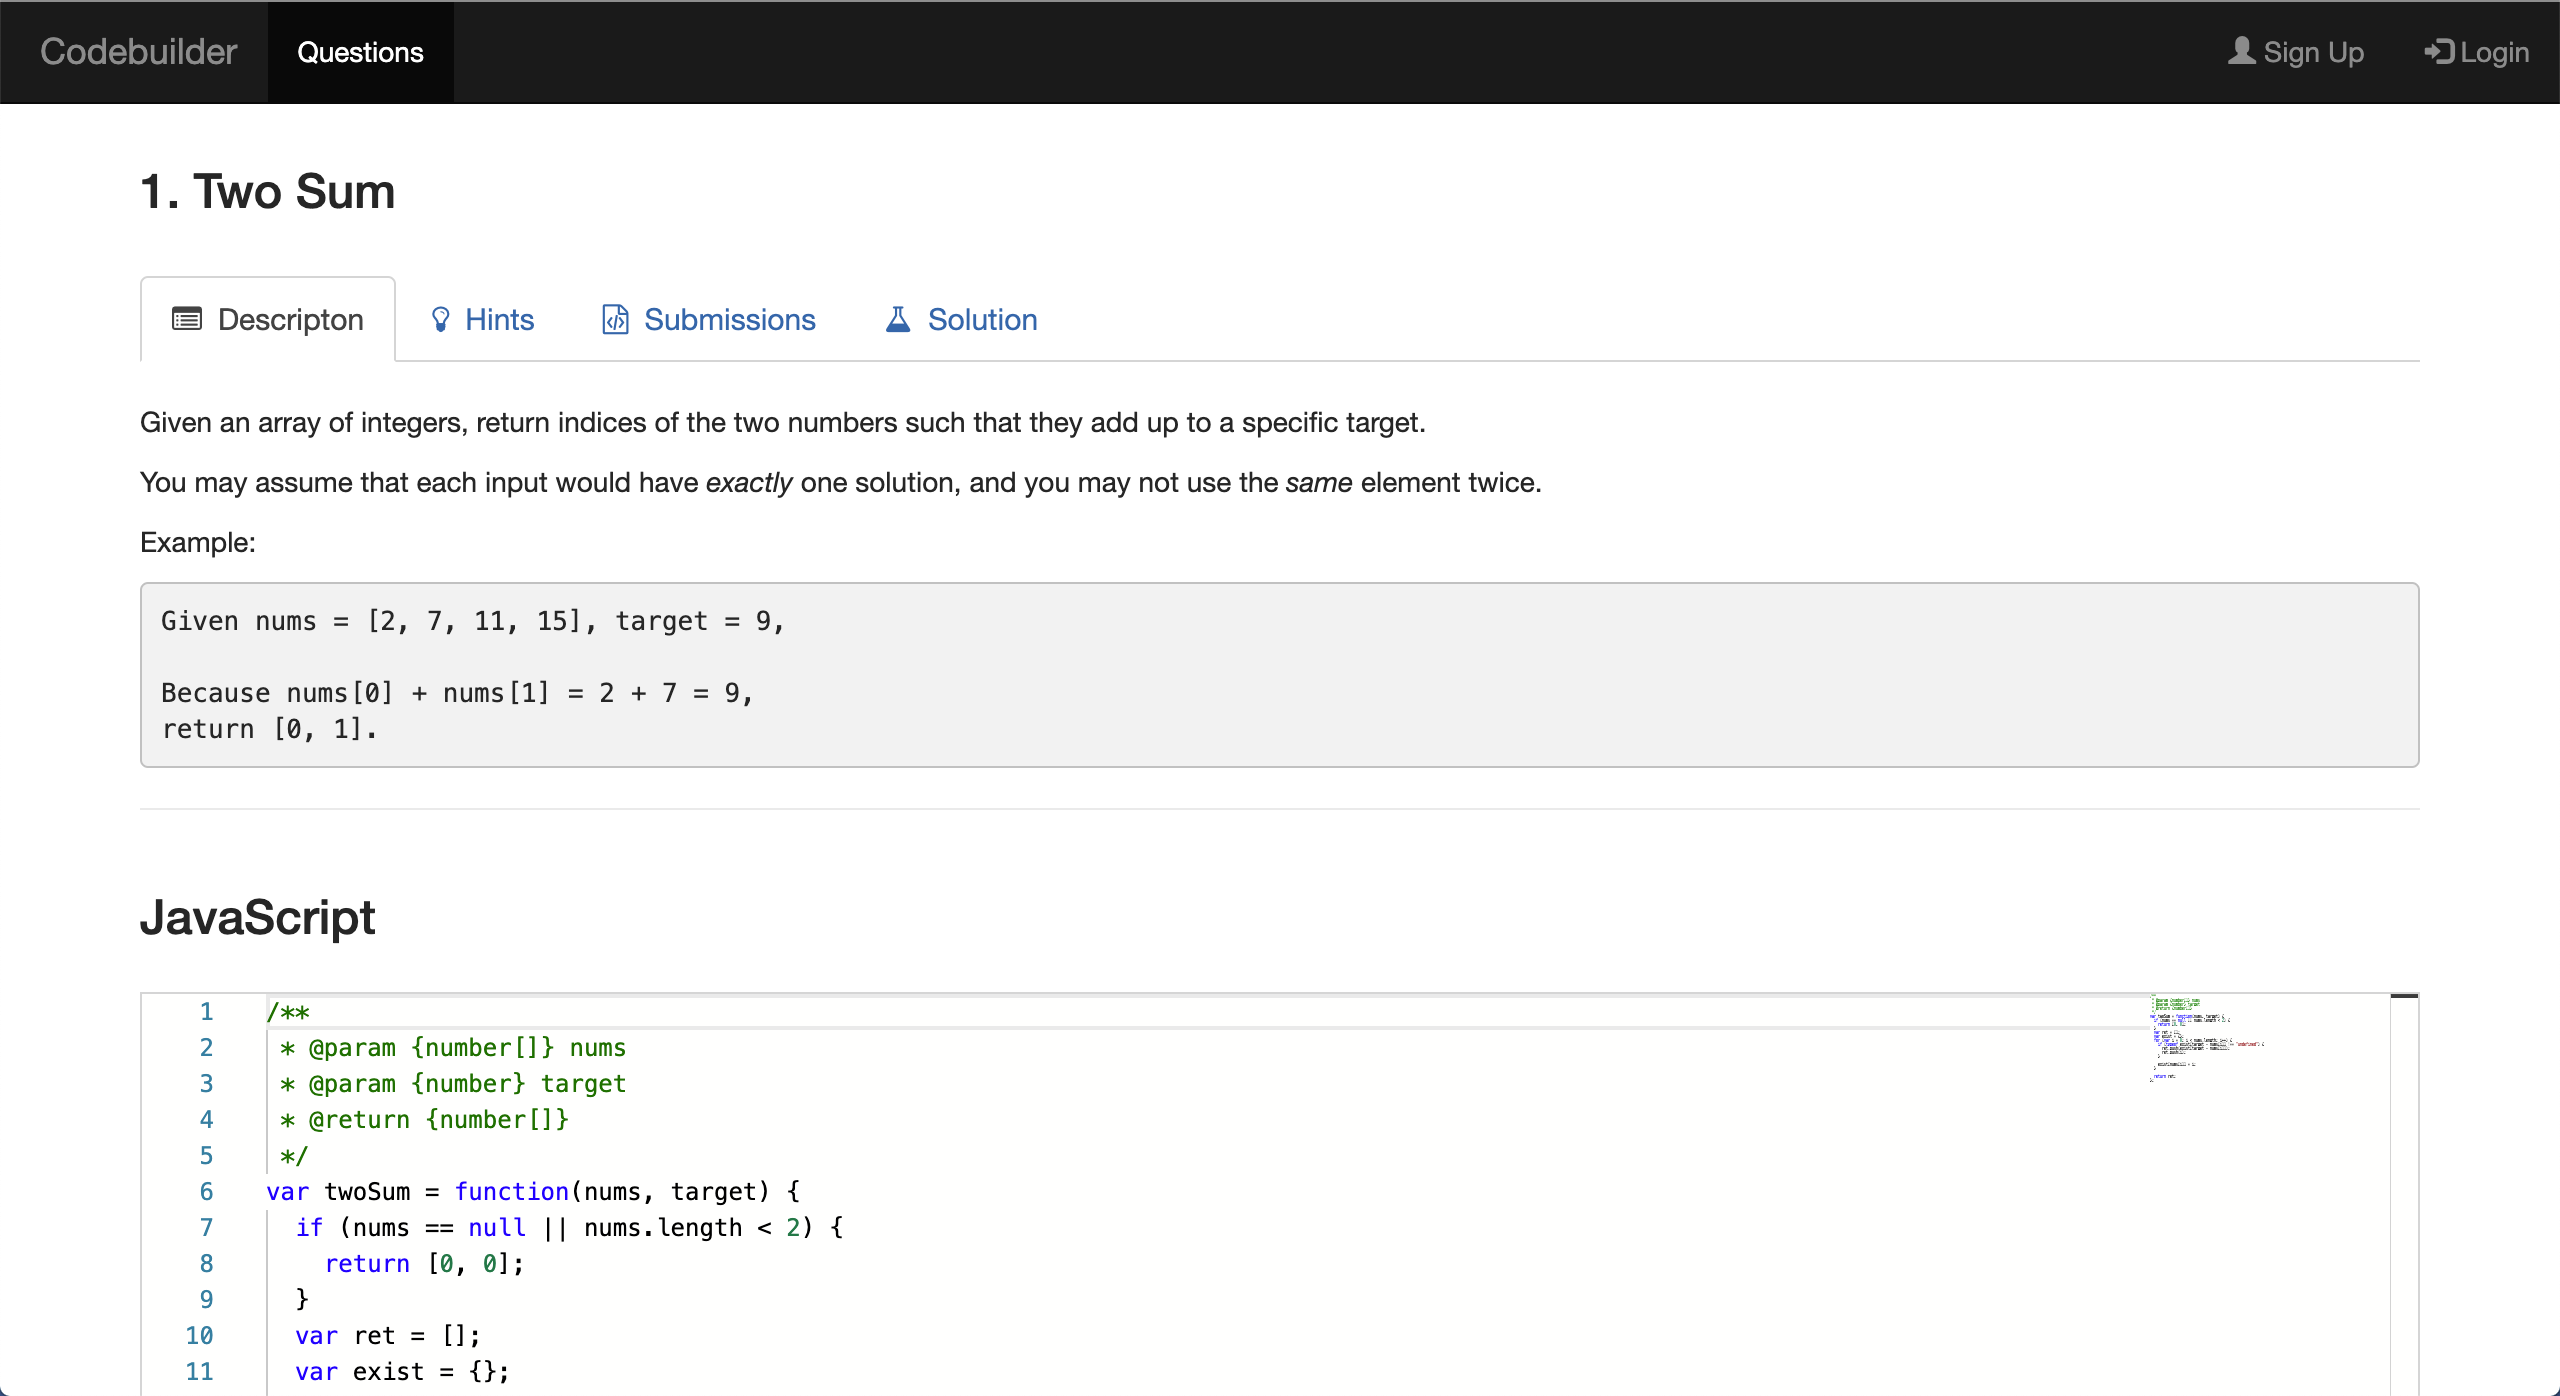 Codebuilder Questions Sign Up Login
1. Two Sum
Descripton Hints Submissions Solution
Given an array of integers, return indices of the two numbers such that they add up to a specific target.
You may assume that each input would have exactly one solution, and you may not use the same element twice.
Example:
Given nums = [2, 7, 11, 15], target = 9,
Because nums[0] + nums[1] = 2 + 7 = 9,
return [0, 1].
JavaScript
1 /**
2 * @param {number[]} nums
3 * @param {number} target
4 * @return {number[]}
5 */
6 var twoSum = function(nums, target) {
7 if (nums == null || nums.length < 2) {
8 return [0, 0];
9 }
10 var ret = [];
11 var exist = {};